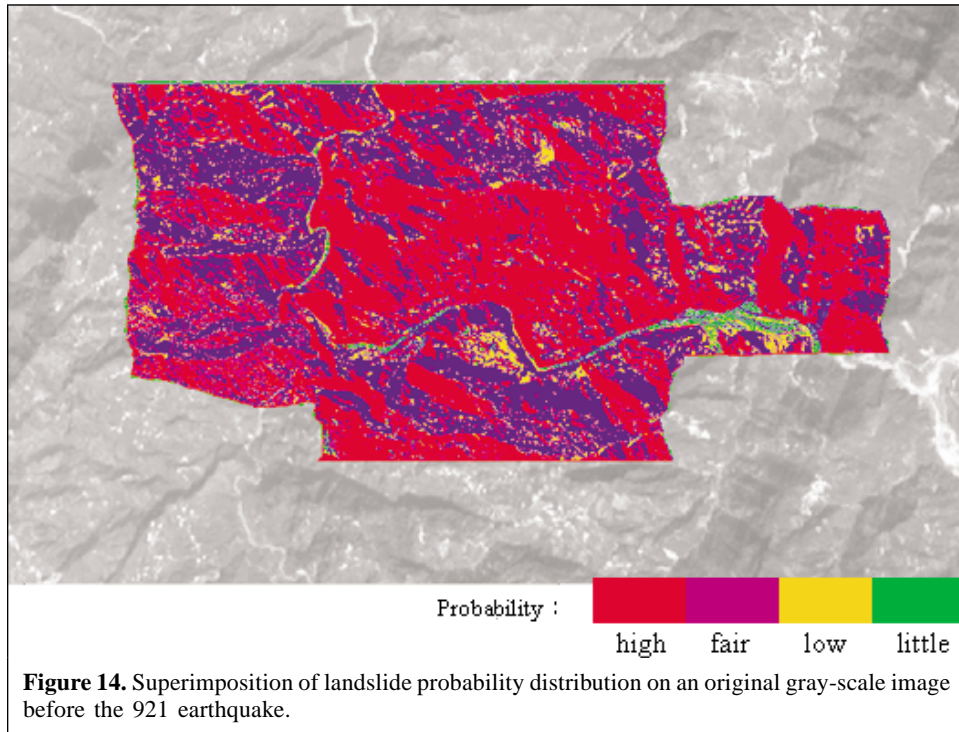 Probability :
high fair low little
Figure 14. Superimposition of landslide probability distribution on an original gray-scale image
before the 921 earthquake.